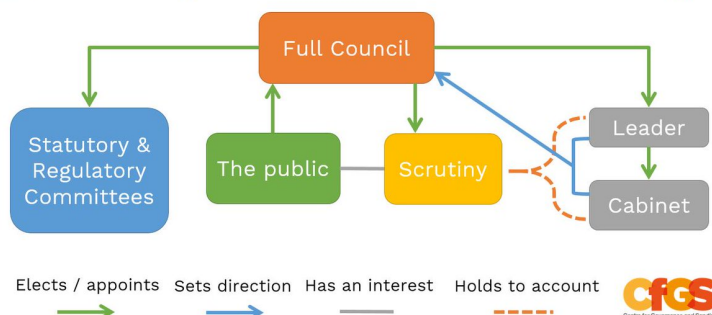 Full Council
Statutory &
Regulatory
Committees
The public
Scrutiny
Leader
Cabinet
Elects / appoints
Sets direction
Has an interest
Holds to account
CfGS